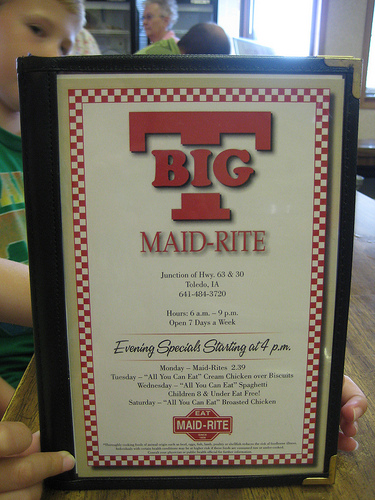 T
BIG
MAID-RITE
Junction of Hwy. 63 & 30
Toledo, IA
641-484-3720
Hours: 6 a.m. – 9 p.m.
Open 7 Days a Week
Evening Specials Starting at 4 p.m.
Monday – Maid-Rites 2.39
Tuesday – "All You Can Eat" Cream Chicken over Biscuits
Wednesday – "All You Can Eat" Spaghetti
Children 8 & Under Eat Free!
Saturday – "All You Can Eat" Broasted Chicken
EAT
MAID-RITE